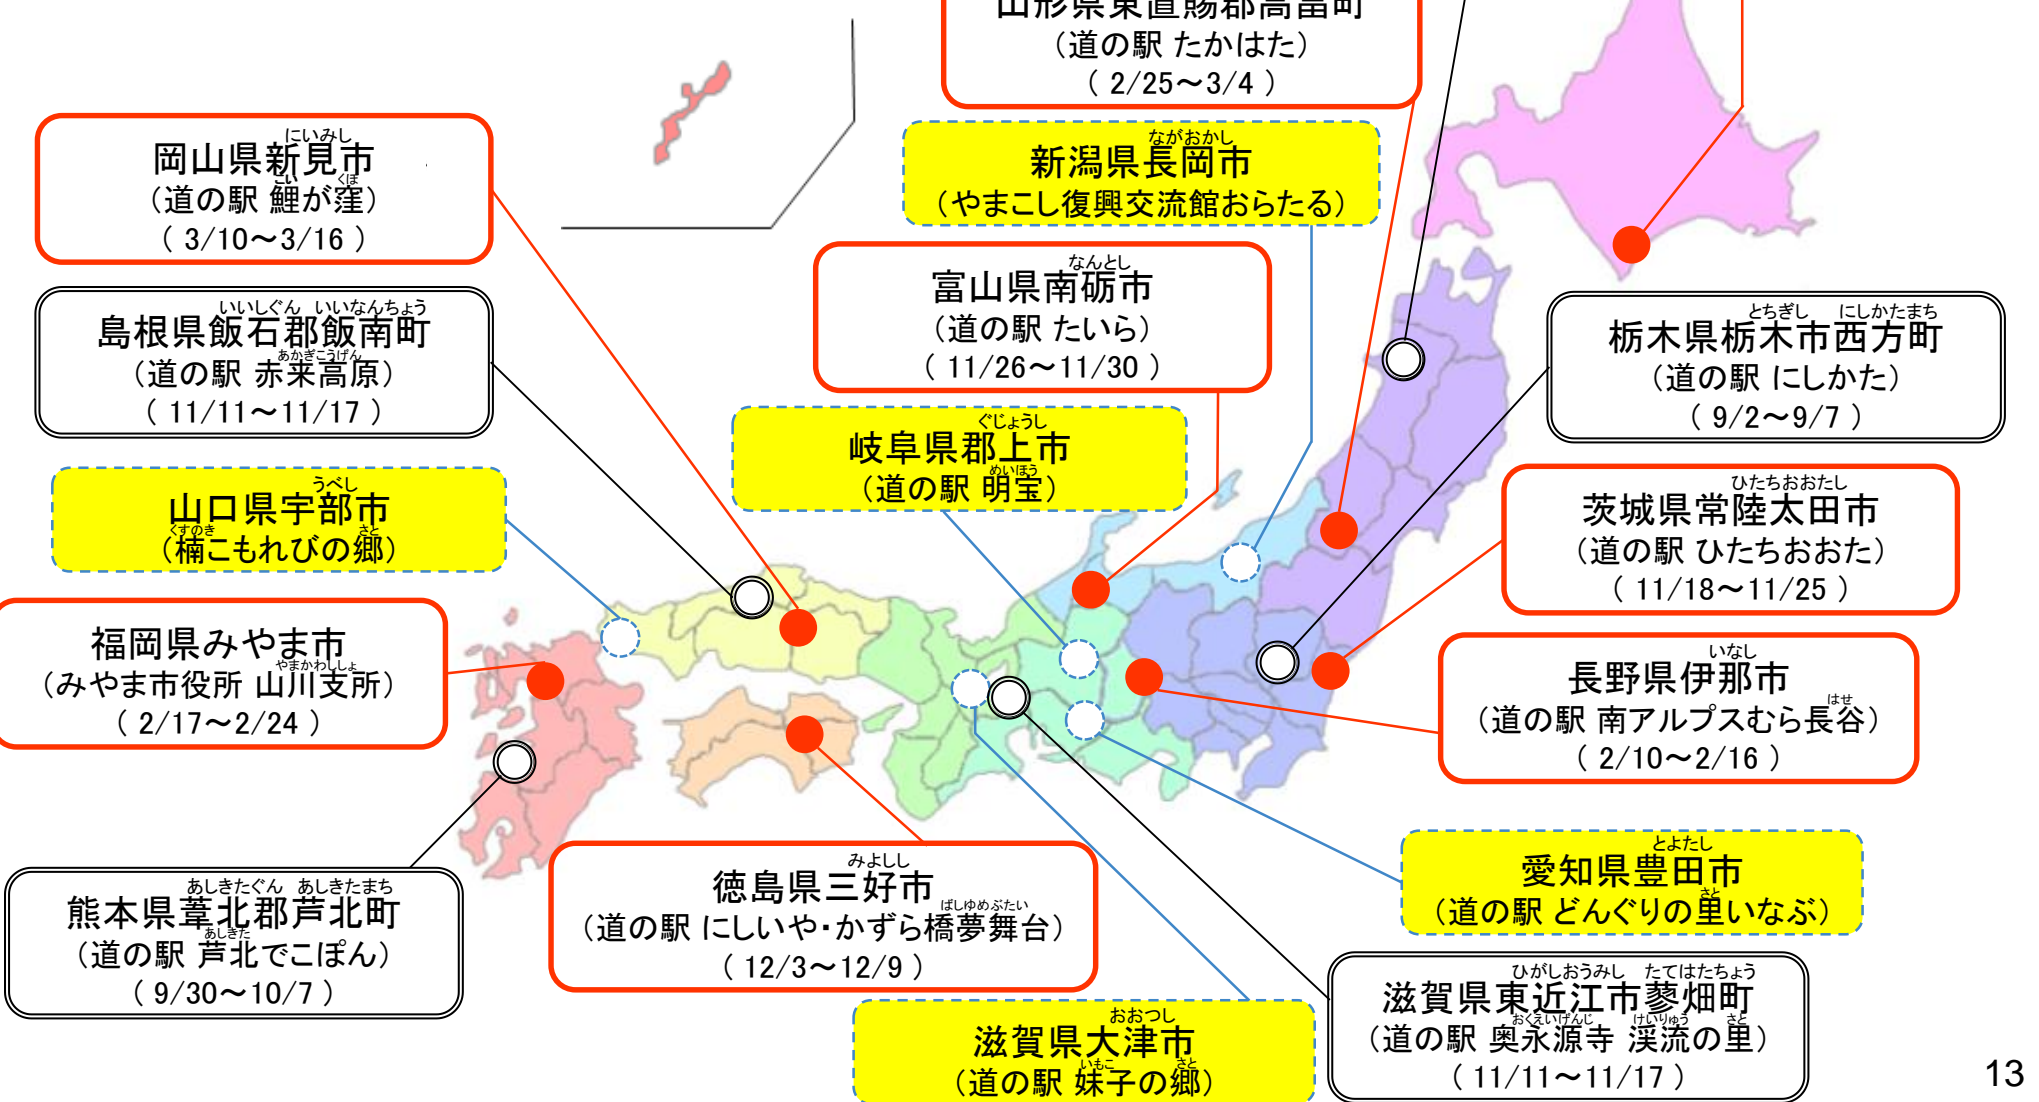 山形県東置賜郡高畠町
(道の駅 たかはた)
( 2/25～3/4 )
にいみし
岡山県新見市
こい くぼ
(道の駅 鯉が窪)
( 3/10～3/16 )
ながおかし
新潟県長岡市
(やまこし復興交流館おらたる)
なんとし
富山県南砺市
(道の駅 たいら)
( 11/26～11/30 )
いいしぐん いいなんちょう
島根県飯石郡飯南町
あかぎこうげん
(道の駅 赤来高原)
( 11/11～11/17 )
とちぎし にしかたまち
栃木県栃木市西方町
(道の駅 にしかた)
( 9/2～9/7 )
ぐじょうし
岐阜県郡上市
めいほう
(道の駅 明宝)
うべし
山口県宇部市
くすのき さと
(楠こもれびの郷)
ひたちおおたし
茨城県常陸太田市
(道の駅 ひたちおおた)
( 11/18～11/25 )
福岡県みやま市
やまかわししょ
(みやま市役所 山川支所)
( 2/17～2/24 )
いなし
長野県伊那市
はせ
(道の駅 南アルプスむら長谷)
( 2/10～2/16 )
とよたし
愛知県豊田市
さと
(道の駅 どんぐりの里いなぶ)
あしきたぐん あしきたまち
熊本県葦北郡芦北町
あしきた
(道の駅 芦北でこぽん)
( 9/30～10/7 )
みよしし
徳島県三好市
ばしゆめぶたい
(道の駅 にしいや・かずら橋夢舞台)
( 12/3～12/9 )
ひがしおうみし たてはたちょう
滋賀県東近江市蓼畑町
おくえいげんじ けいりゅう さと
(道の駅 奥永源寺 渓流の里)
( 11/11～11/17 )
おおつし
滋賀県大津市
いもこ さと
(道の駅 妹子の郷)
13